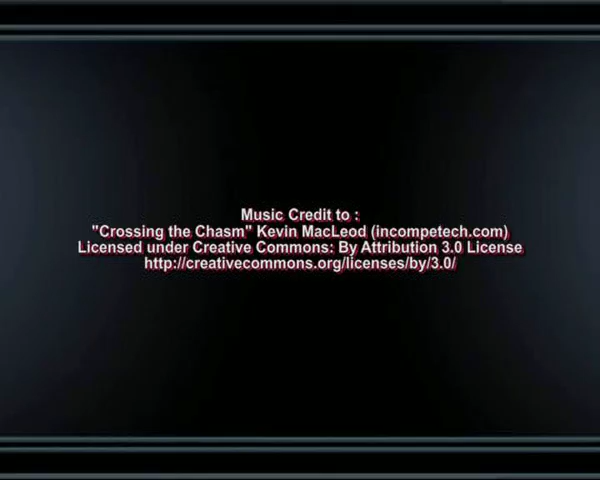 Music Credit to :
"Crossing the Chasm" Kevin MacLeod (incompetech.com)
Licensed under Creative Commons: By Attribution 3.0 License
http://creativecommons.org/licenses/by/3.0/